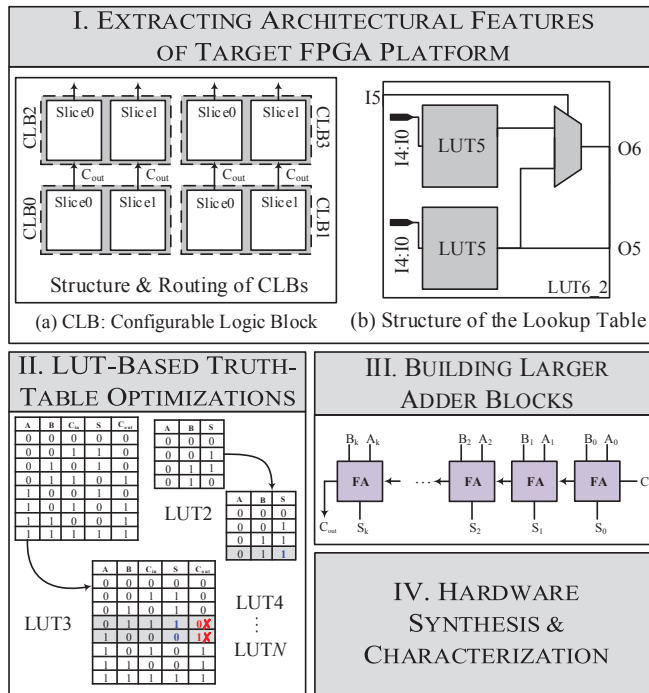 I. EXTRACTING ARCHITECTURAL FEATURES
OF TARGET FPGA PLATFORM
CLB2
Slice0 Slice1 Slice0 Slice1
CLB3
Cout Cout Cout Cout
CLB0
Slice0 Slice1 Slice0 Slice1
CLB1
Structure & Routing of CLBs
(a) CLB: Configurable Logic Block
I5
I4:I0
LUT5
O6
I4:I0
LUT5
O5
LUT6_2
(b) Structure of the Lookup Table
II. LUT-BASED TRUTH-
TABLE OPTIMIZATIONS
A B Cin S Cout
0 0 0 0 0
0 0 1 1 0
0 1 0 1 0
0 1 1 0 1
1 0 0 1 0
1 0 1 0 1
1 1 0 0 1
1 1 1 1 1
A B S
0 0 0
0 0 1
0 1 1
0 1 0
LUT2
A B S
0 0 0
0 0 1
0 1 1
0 1 1
LUT3
A B Cin S Cout
0 0 0 0 0
0 0 1 1 0
0 1 0 1 0
0 1 1 1 0✗
1 0 0 0 1✗
1 0 1 0 1
1 1 0 0 1
1 1 1 1 1
LUT4
⋮
LUTN
III. BUILDING LARGER
ADDER BLOCKS
Bk Ak B2 A2 B1 A1 B0 A0
FA ... FA FA FA C
Cout Sk S2 S1 S0
IV. HARDWARE
SYNTHESIS &
CHARACTERIZATION